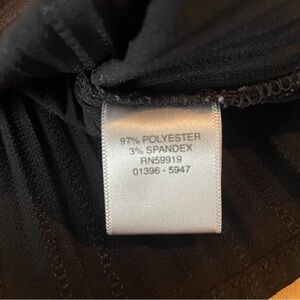 97% POLYESTER
3% SPANDEX
RN59919
01396 - 5947